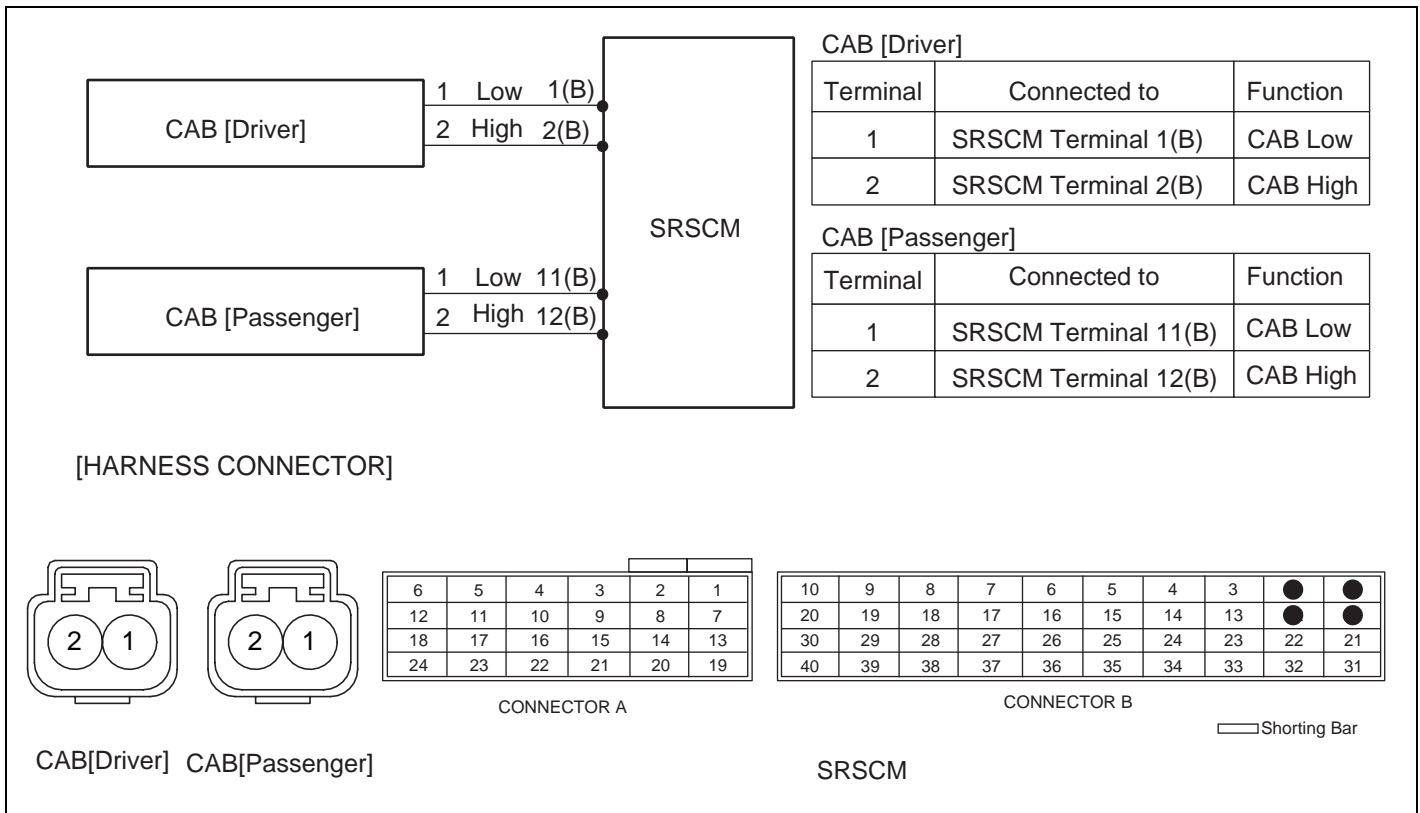 CAB [Driver]
1 Low 1(B)
2 High 2(B)
CAB [Passenger]
1 Low 11(B)
2 High 12(B)
SRSCM
CAB [Driver]
Terminal Connected to Function
1 SRSCM Terminal 1(B) CAB Low
2 SRSCM Terminal 2(B) CAB High
CAB [Passenger]
Terminal Connected to Function
1 SRSCM Terminal 11(B) CAB Low
2 SRSCM Terminal 12(B) CAB High
[HARNESS CONNECTOR]
2 1
CAB[Driver]
2 1
CAB[Passenger]
6 5 4 3 2 1
12 11 10 9 8 7
18 17 16 15 14 13
24 23 22 21 20 19
CONNECTOR A
10 9 8 7 6 5 4 3
20 19 18 17 16 15 14 13
30 29 28 27 26 25 24 23 22 21
40 39 38 37 36 35 34 33 32 31
CONNECTOR B
Shorting Bar
SRSCM